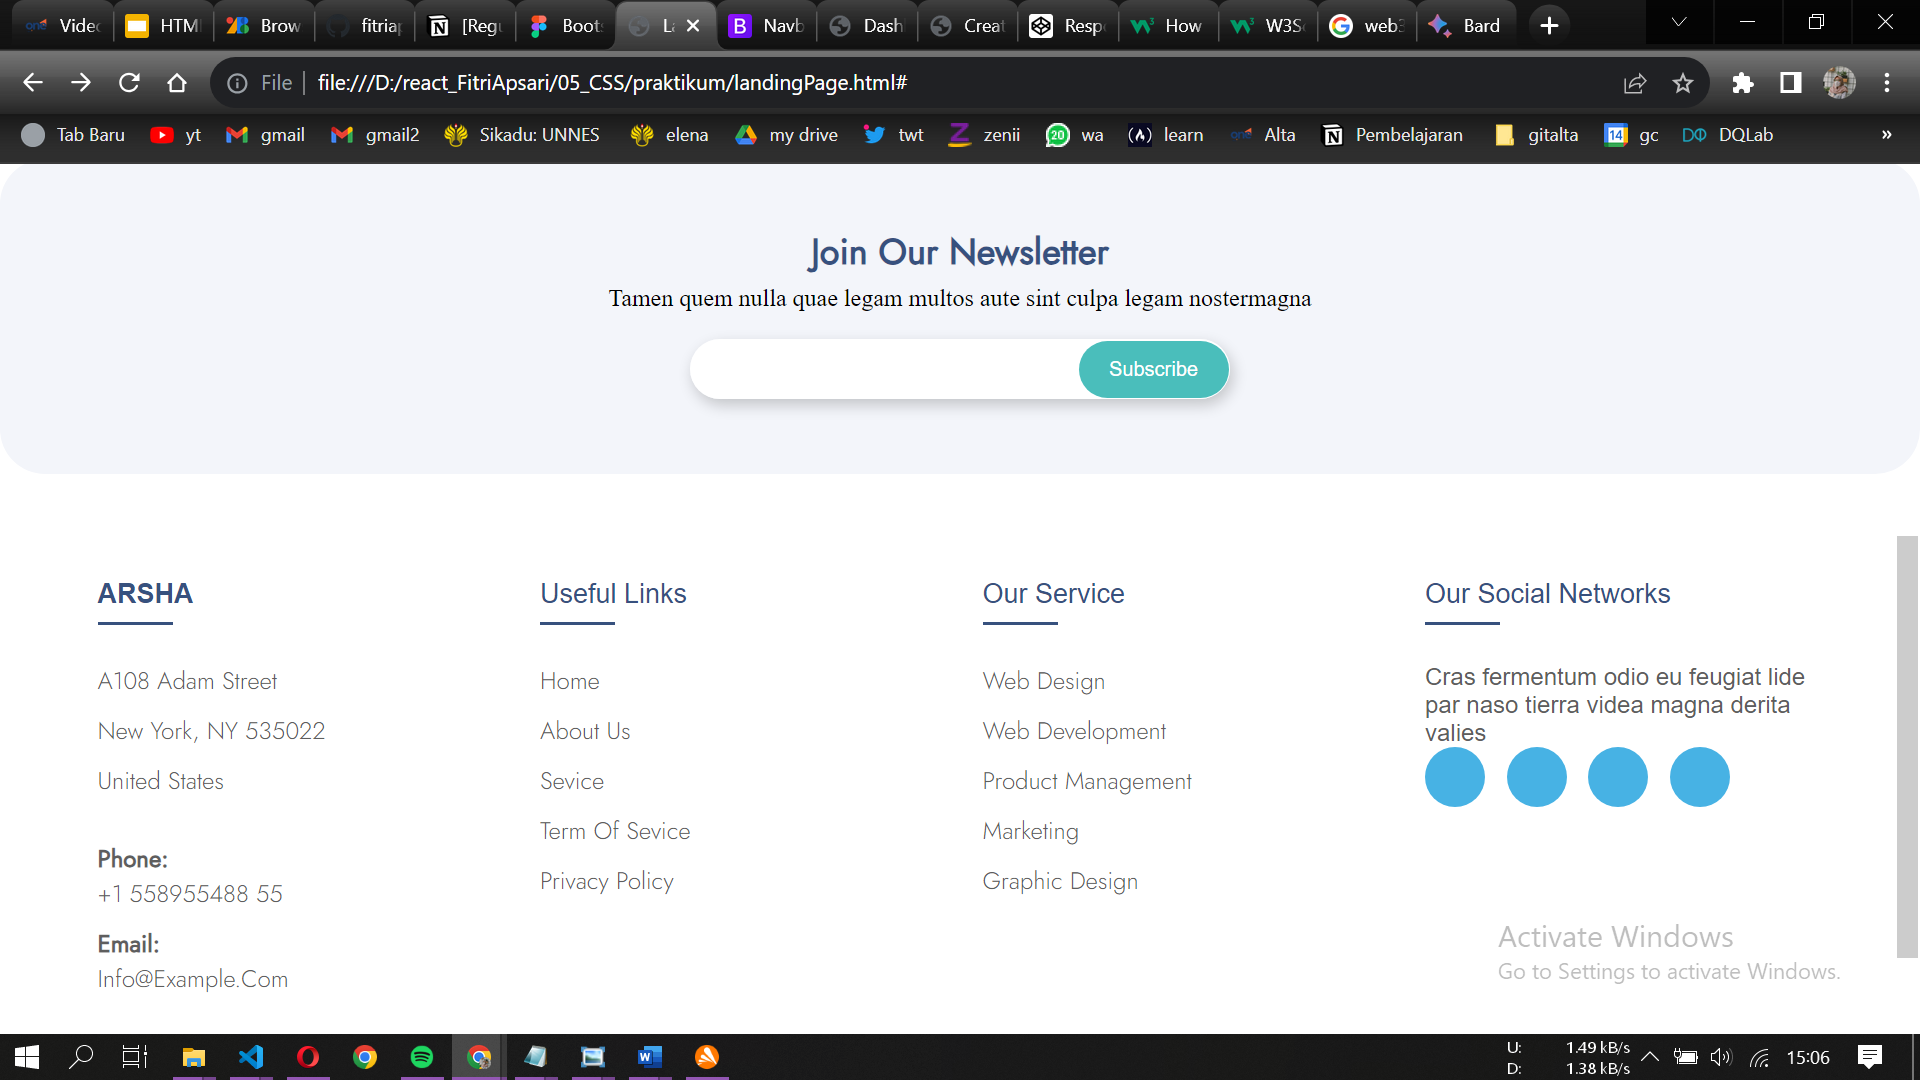 Video
HTM
Brow
fitria
[Regu
Boots
La
Navb
Dash
Creat
Resp
How
W3S
web3
Bard
File
file:///D:/react_FitriApsari/05_CSS/praktikum/landingPage.html#
Tab Baru
yt
gmail
gmail2
Sikadu: UNNES
elena
my drive
twt
zenii
20
wa
learn
Alta
Pembelajaran
gitalta
14
gc
DQLab
»
Join Our Newsletter
Tamen quem nulla quae legam multos aute sint culpa legam nostermagna
Subscribe
ARSHA
A108 Adam Street
New York, NY 535022
United States
Phone:
+1 558955488 55
Email:
Info@Example.Com
Useful Links
Home
About Us
Sevice
Term Of Sevice
Privacy Policy
Our Service
Web Design
Web Development
Product Management
Marketing
Graphic Design
Our Social Networks
Cras fermentum odio eu feugiat lide
par naso tierra videa magna derita
valies
Activate Windows
Go to Settings to activate Windows.
U: 1.49 kB/s
D: 1.38 kB/s
15:06